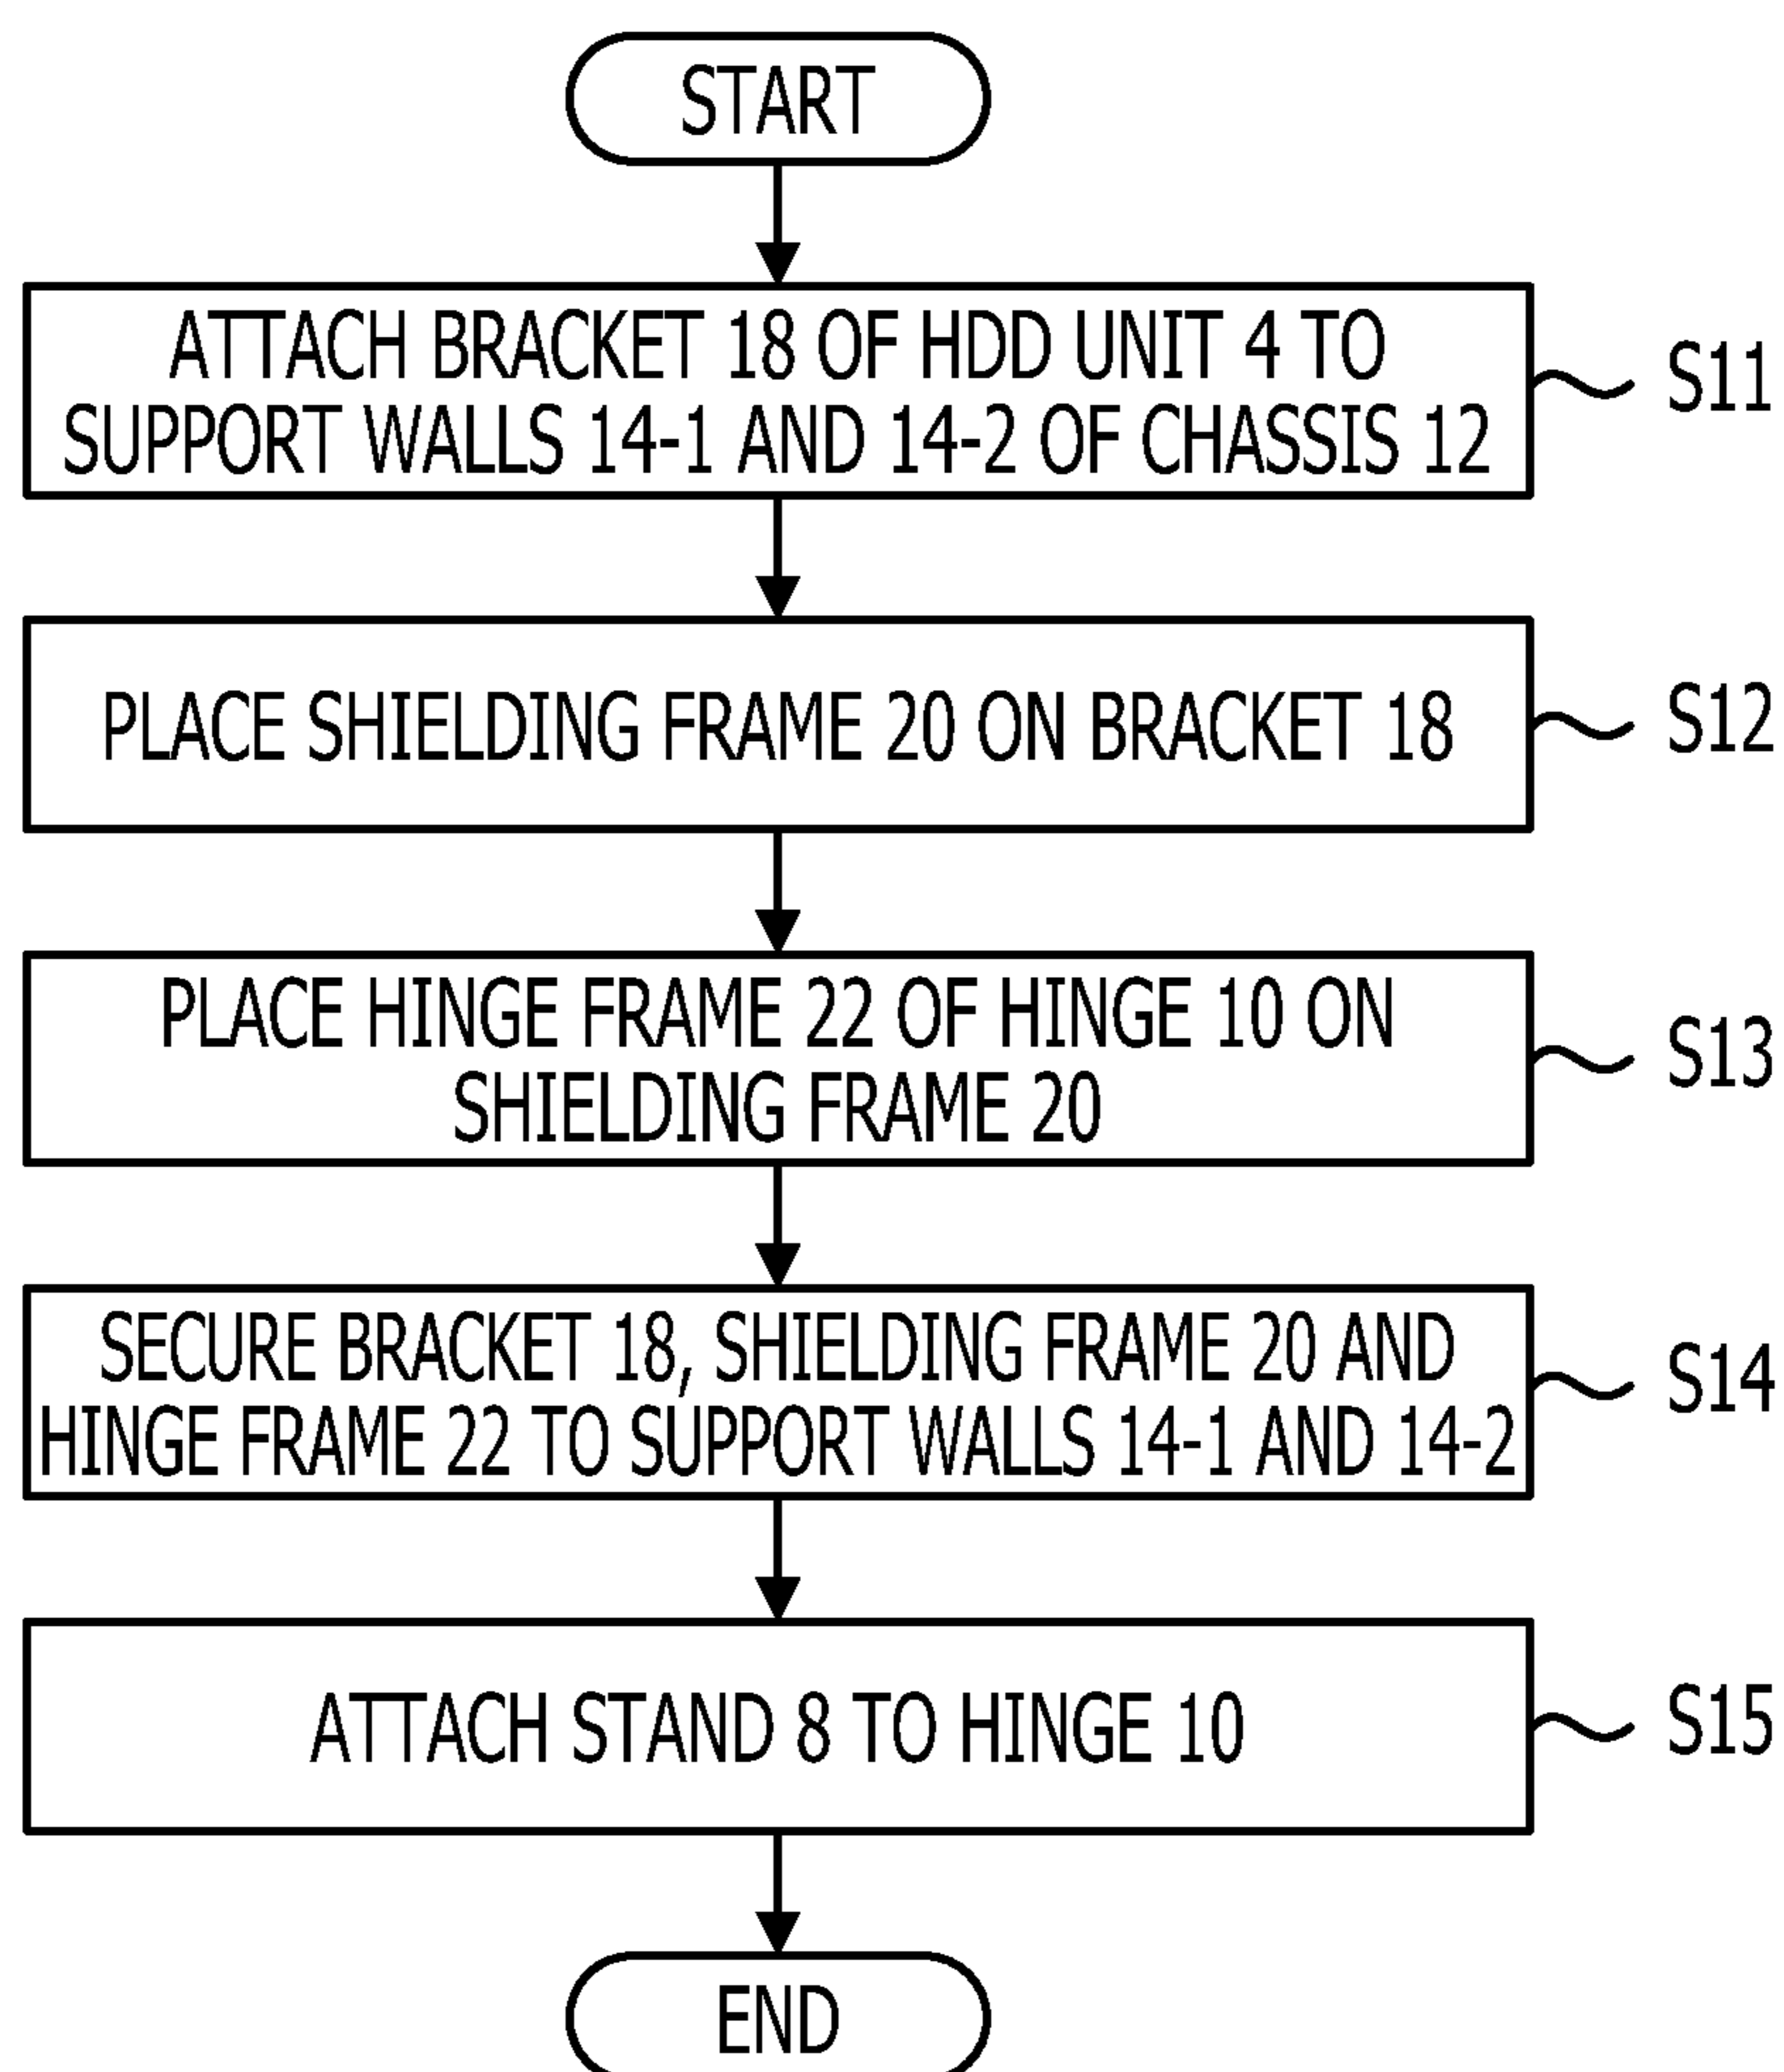 START
ATTACH BRACKET 18 OF HDD UNIT 4 TO
SUPPORT WALLS 14-1 AND 14-2 OF CHASSIS 12
S11
PLACE SHIELDING FRAME 20 ON BRACKET 18
S12
PLACE HINGE FRAME 22 OF HINGE 10 ON
SHIELDING FRAME 20
S13
SECURE BRACKET 18, SHIELDING FRAME 20 AND
HINGE FRAME 22 TO SUPPORT WALLS 14-1 AND 14-2
S14
ATTACH STAND 8 TO HINGE 10
S15
END